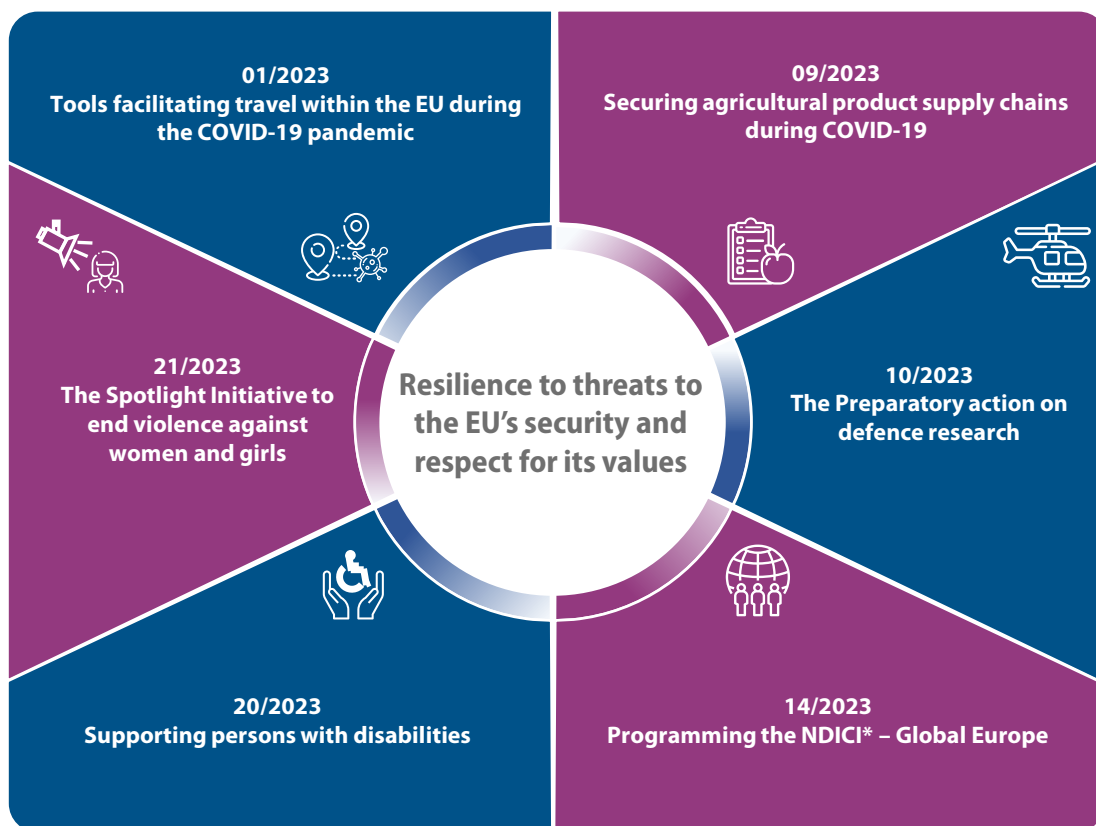 01/2023
Tools facilitating travel within the EU during
the COVID-19 pandemic
09/2023
Securing agricultural product supply chains
during COVID-19
21/2023
The Spotlight Initiative to
end violence against
women and girls
Resilience to threats to
the EU’s security and
respect for its values
10/2023
The Preparatory action on
defence research
20/2023
Supporting persons with disabilities
14/2023
Programming the NDICI* – Global Europe